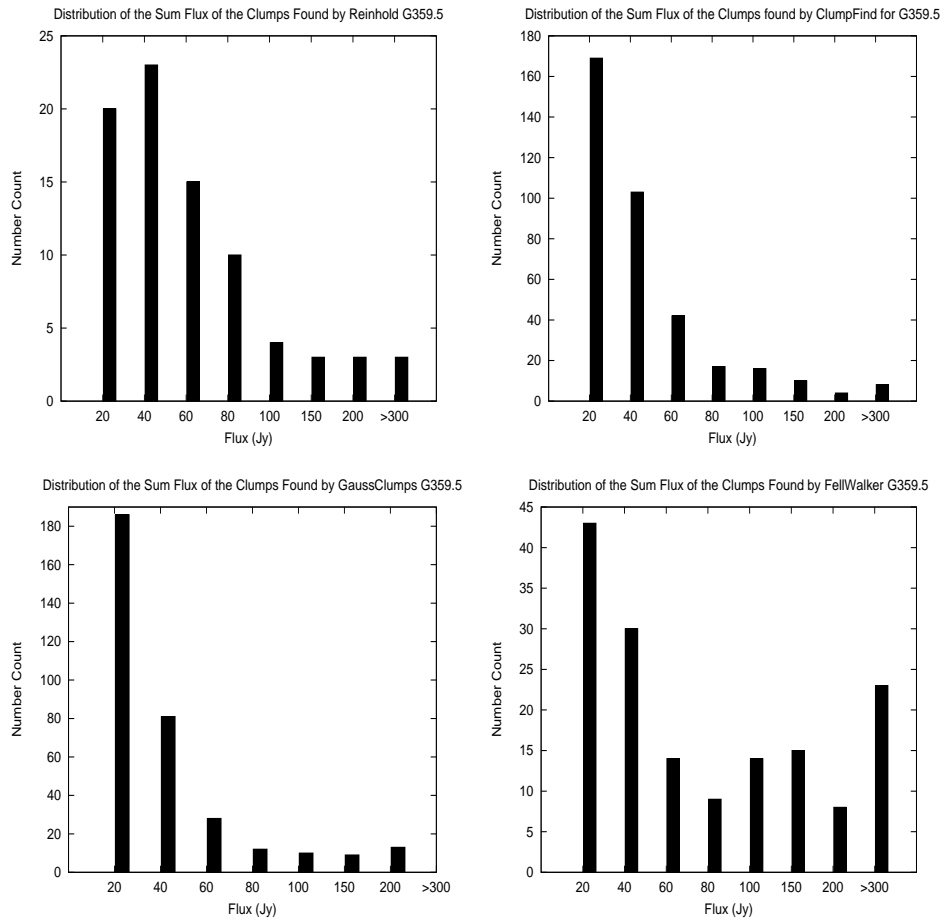 Distribution of the Sum Flux of the Clumps Found by Reinhold G359.5
25
20
15
10
5
0
Number Count
20 40 60 80 100 150 200 >300
Flux (Jy)
Distribution of the Sum Flux of the Clumps found by ClumpFind for G359.5
180
160
140
120
100
80
60
40
20
0
Number Count
20 40 60 80 100 150 200 >300
Flux (Jy)
Distribution of the Sum Flux of the Clumps Found by GaussClumps G359.5
180
160
140
120
100
80
60
40
20
0
Number Count
20 40 60 80 100 150 200 >300
Flux (Jy)
Distribution of the Sum Flux of the Clumps Found by FellWalker G359.5
45
40
35
30
25
20
15
10
5
0
Number Count
20 40 60 80 100 150 200 >300
Flux (Jy)